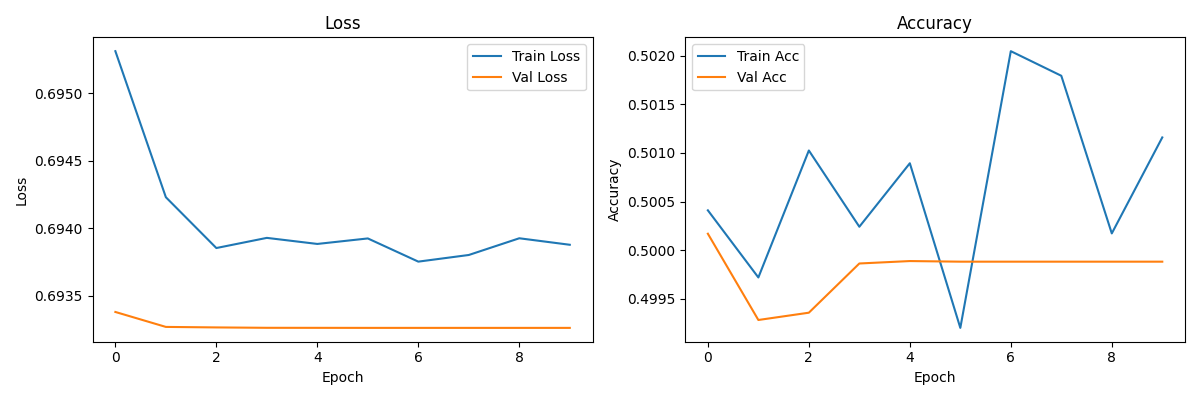 Loss
Train Loss
Val Loss
0.6950
0.6945
0.6940
0.6935
Loss
0 2 4 6 8
Epoch
Accuracy
Train Acc
Val Acc
0.5020
0.5015
0.5010
0.5005
0.5000
0.4995
Accuracy
0 2 4 6 8
Epoch